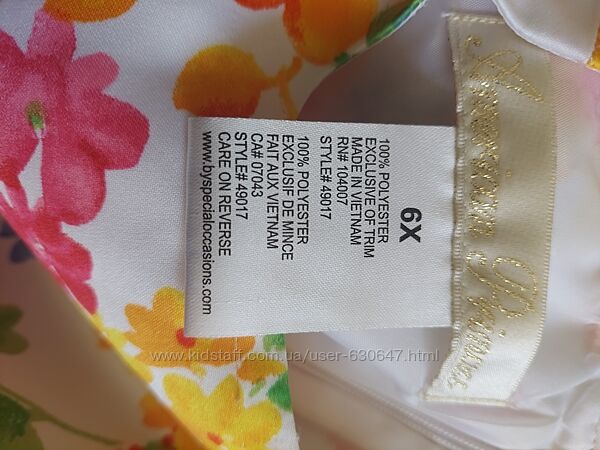 American Princess
6X
100% POLYESTER
EXCLUSIVE OF TRIM
MADE IN VIETNAM
RN# 104007
STYLE# 49017
100% POLYESTER
EXCLUSIF DE MINCE
FAIT AUX VIETNAM
CA# 07043
STYLE# 49017
CARE ON REVERSE
www.byspecialoccasions.com
www.kidstaff.com.ua/user-630647.html